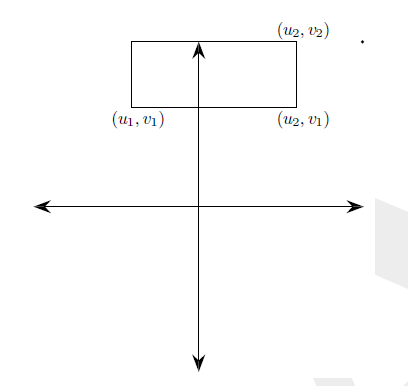 (u₂, v₂)
(u₁, v₁)
(u₂, v₁)